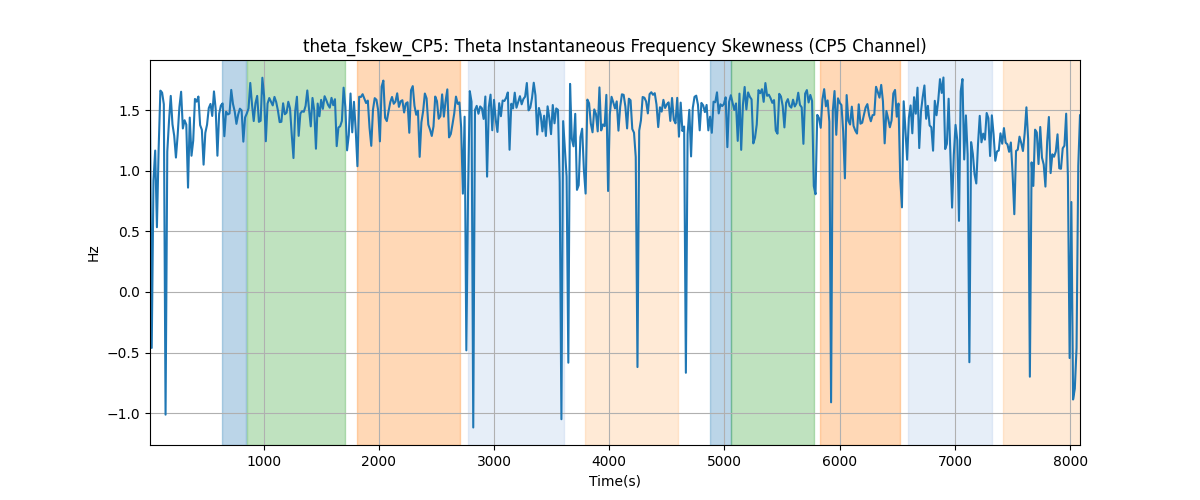 theta_fskew_CP5: Theta Instantaneous Frequency Skewness (CP5 Channel)
1.5
1.0
0.5
0.0
−0.5
−1.0
Hz
1000 2000 3000 4000 5000 6000 7000 8000
Time(s)